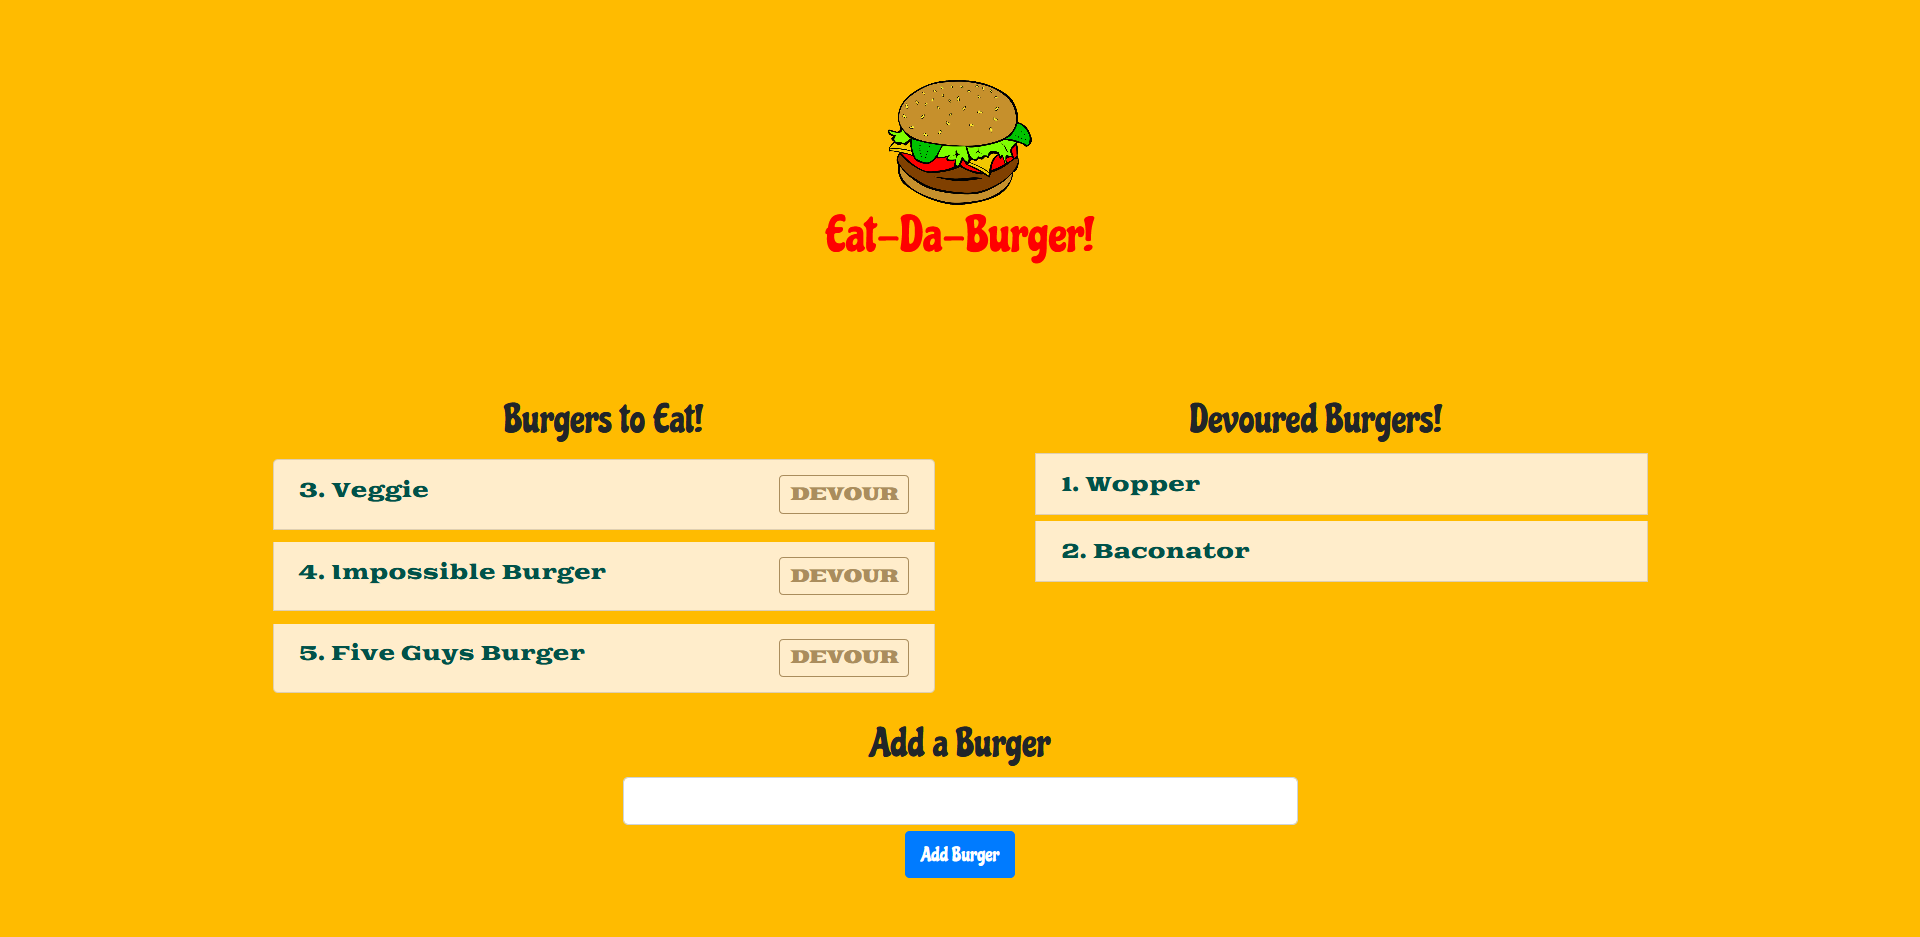 Eat-Da-Burger!
Burgers to Eat!
3. Veggie DEVOUR
4. Impossible Burger DEVOUR
5. Five Guys Burger DEVOUR
Devoured Burgers!
1. Wopper
2. Baconator
Add a Burger
Add Burger